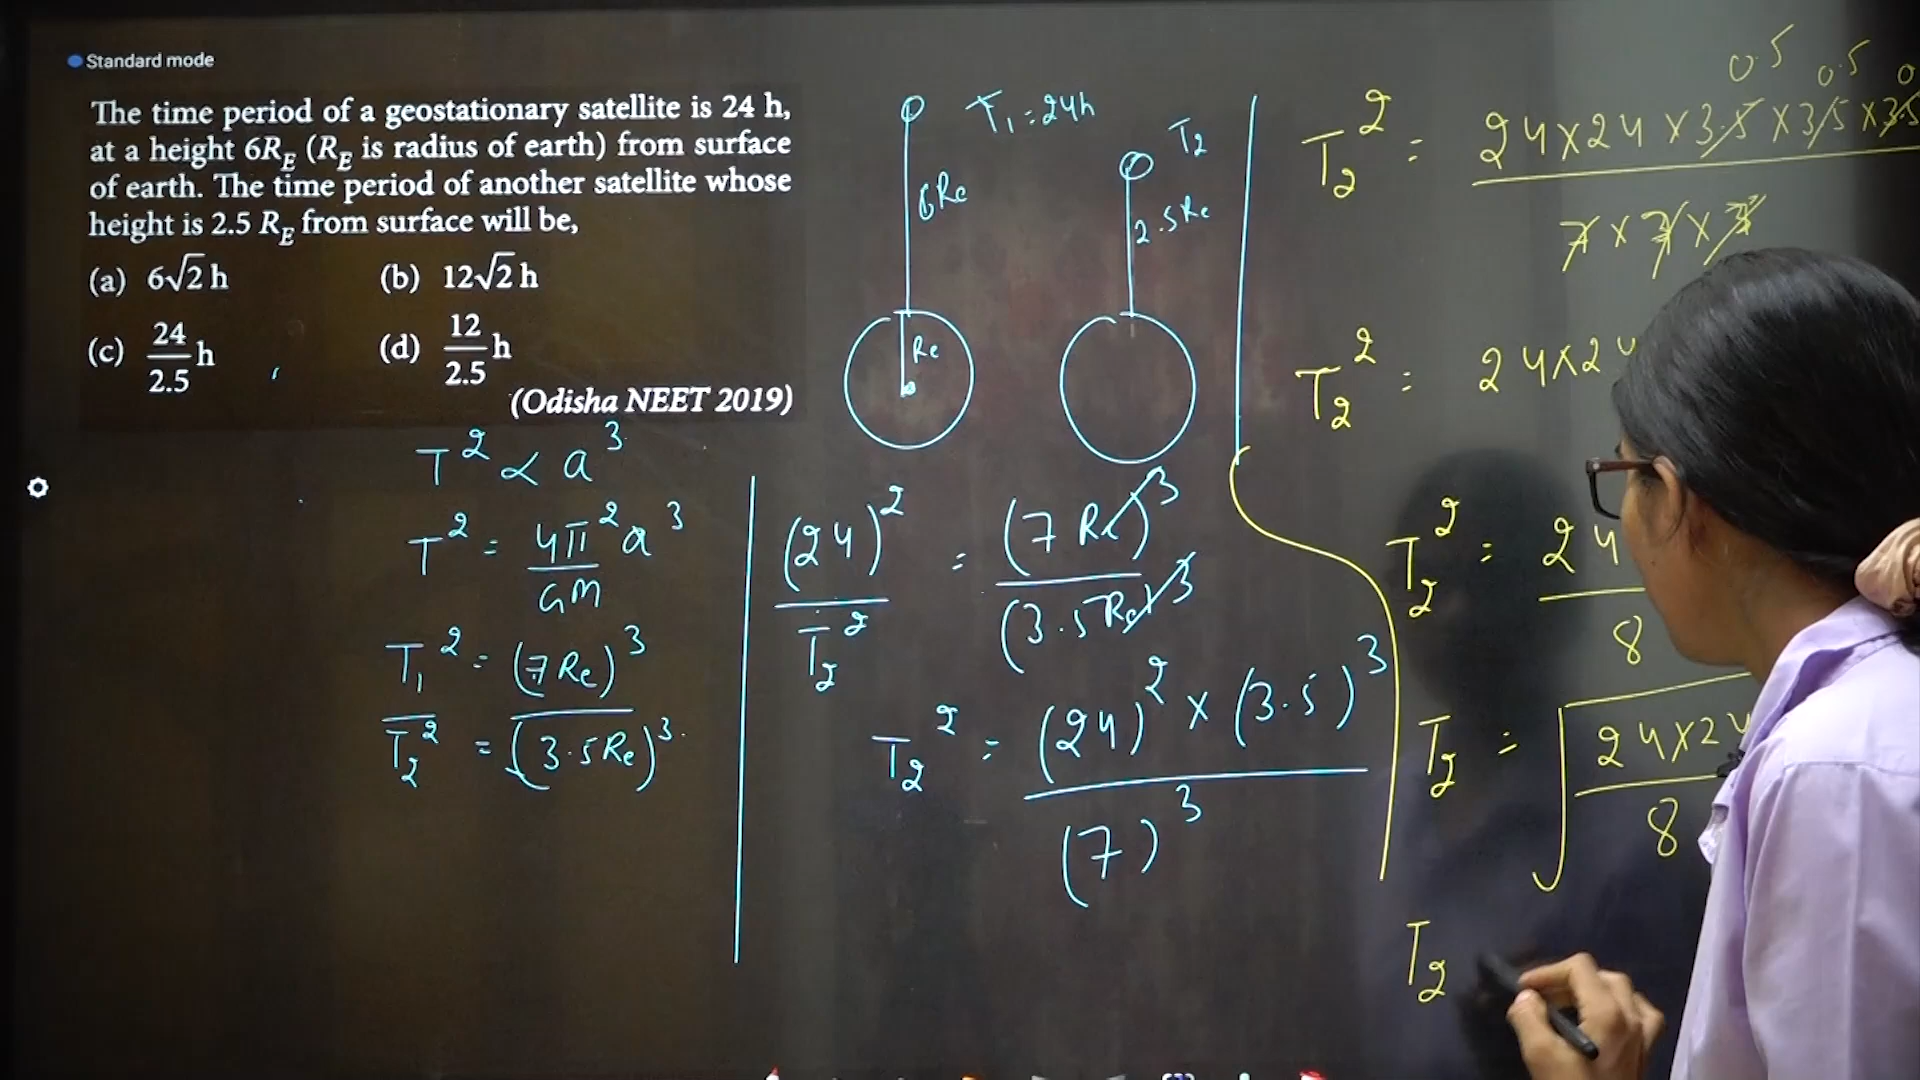 Standard mode
The time period of a geostationary satellite is 24 h,
at a height 6R_E (R_E is radius of earth) from surface
of earth. The time period of another satellite whose
height is 2.5 R_E from surface will be,
(a) 6√2 h (b) 12√2 h
(c) 24/2.5 h (d) 12/2.5 h
(Odisha NEET 2019)
T² ∝ a³
T² = 4π²a³/GM
T₁² = (7Re)³
T₂² = (3.5Re)³
T₁ = 24h
6Re
Re
T₂
2.5Re
(24)²/T₂² = (7Re)³/(3.5Re)³
T₂² = (24)² × (3.5)³/(7)³
0.5 0.5 0
T₂² = 24×24×3.5×3.5×3.5
7×7×7
T₂² = 24×24
T₂² = 24
8
T₂ = √24×24
8
T₂